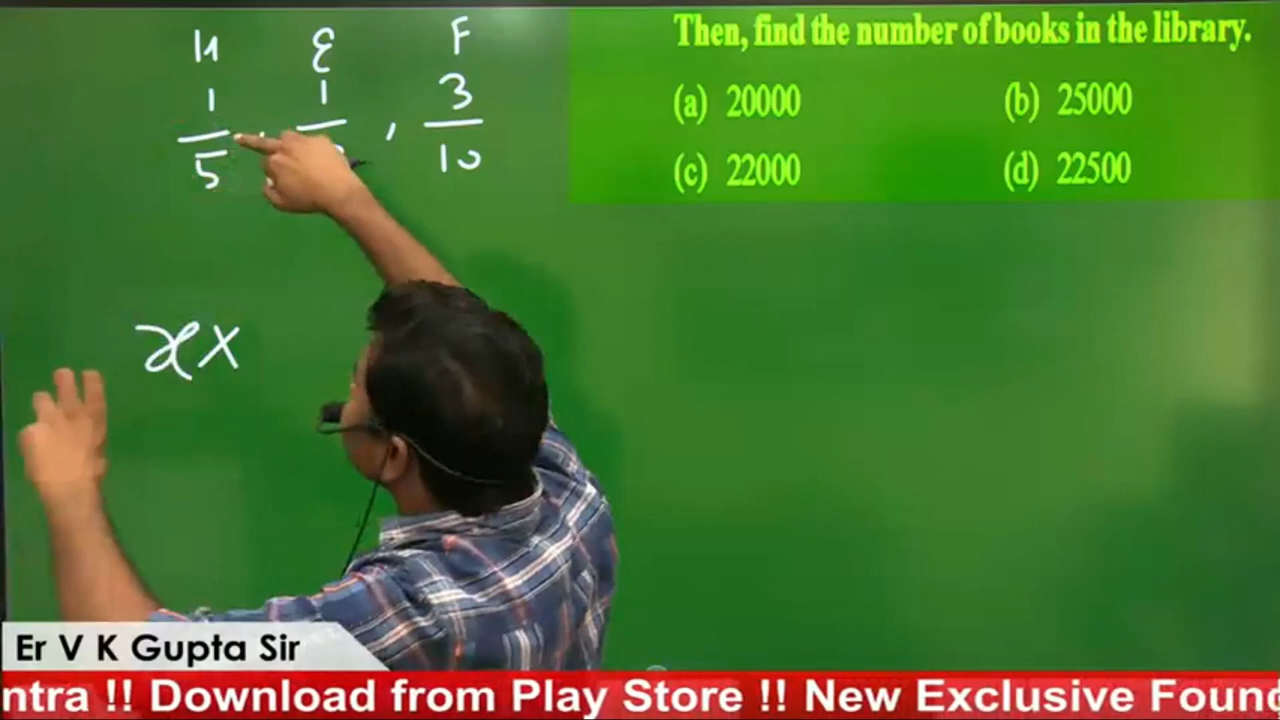 H ε F
1/5 , 1/ , 3/10
xX
Then, find the number of books in the library.
(a) 20000 (b) 25000
(c) 22000 (d) 22500
Er V K Gupta Sir
ntra !! Download from Play Store !! New Exclusive Found